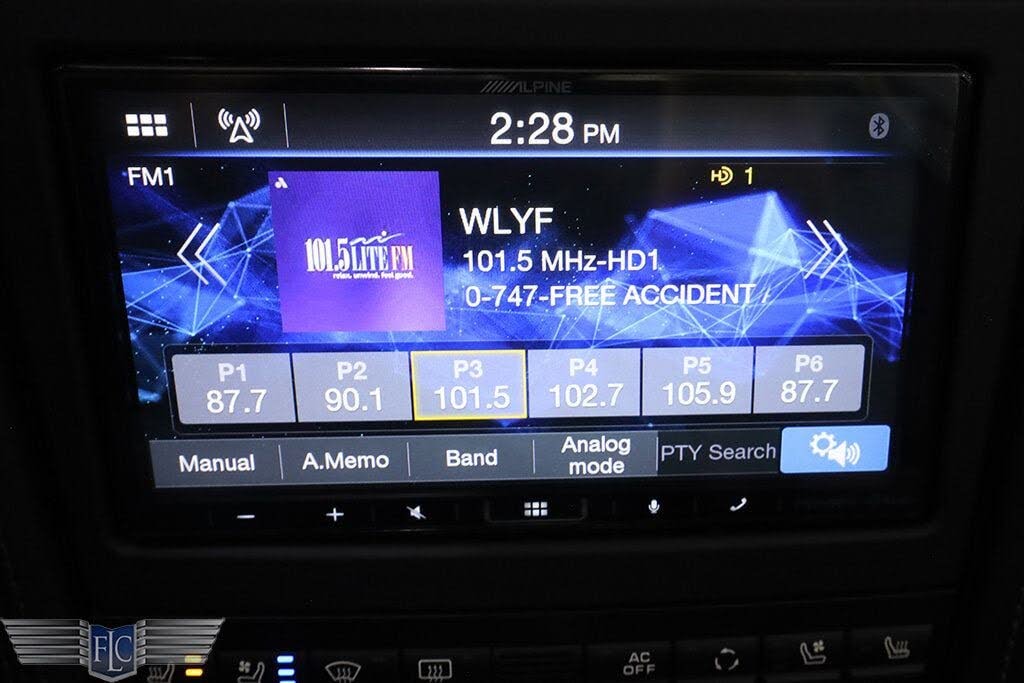 ALPINE
2:28 PM
FM1
HD 1
101.5 LITE FM
relax. unwind. feel good.
WLYF
101.5 MHz-HD1
0-747-FREE ACCIDENT
P1
87.7
P2
90.1
P3
101.5
P4
102.7
P5
105.9
P6
87.7
Manual
A.Memo
Band
Analog
mode
PTY Search
AC
OFF
FLC